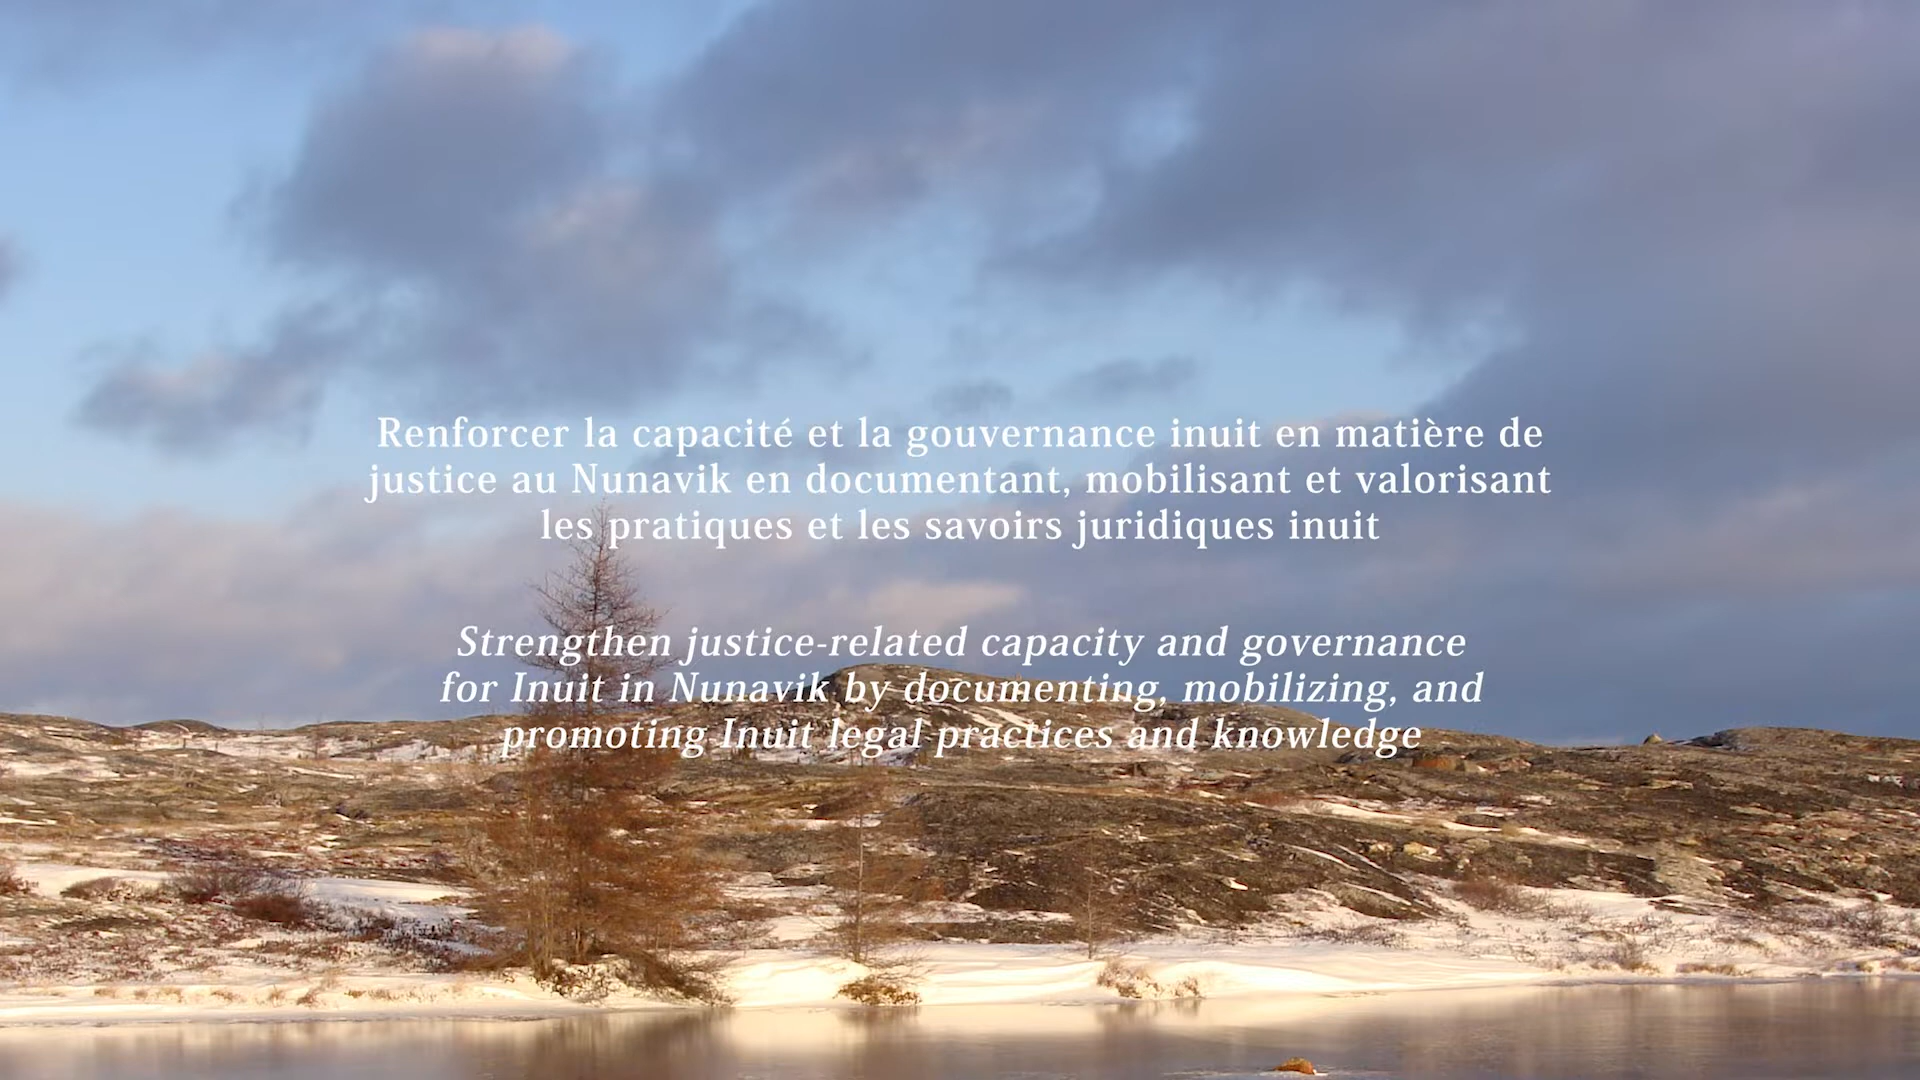 Renforcer la capacité et la gouvernance inuit en matière de
justice au Nunavik en documentant, mobilisant et valorisant
les pratiques et les savoirs juridiques inuit
Strengthen justice-related capacity and governance
for Inuit in Nunavik by documenting, mobilizing, and
promoting Inuit legal practices and knowledge